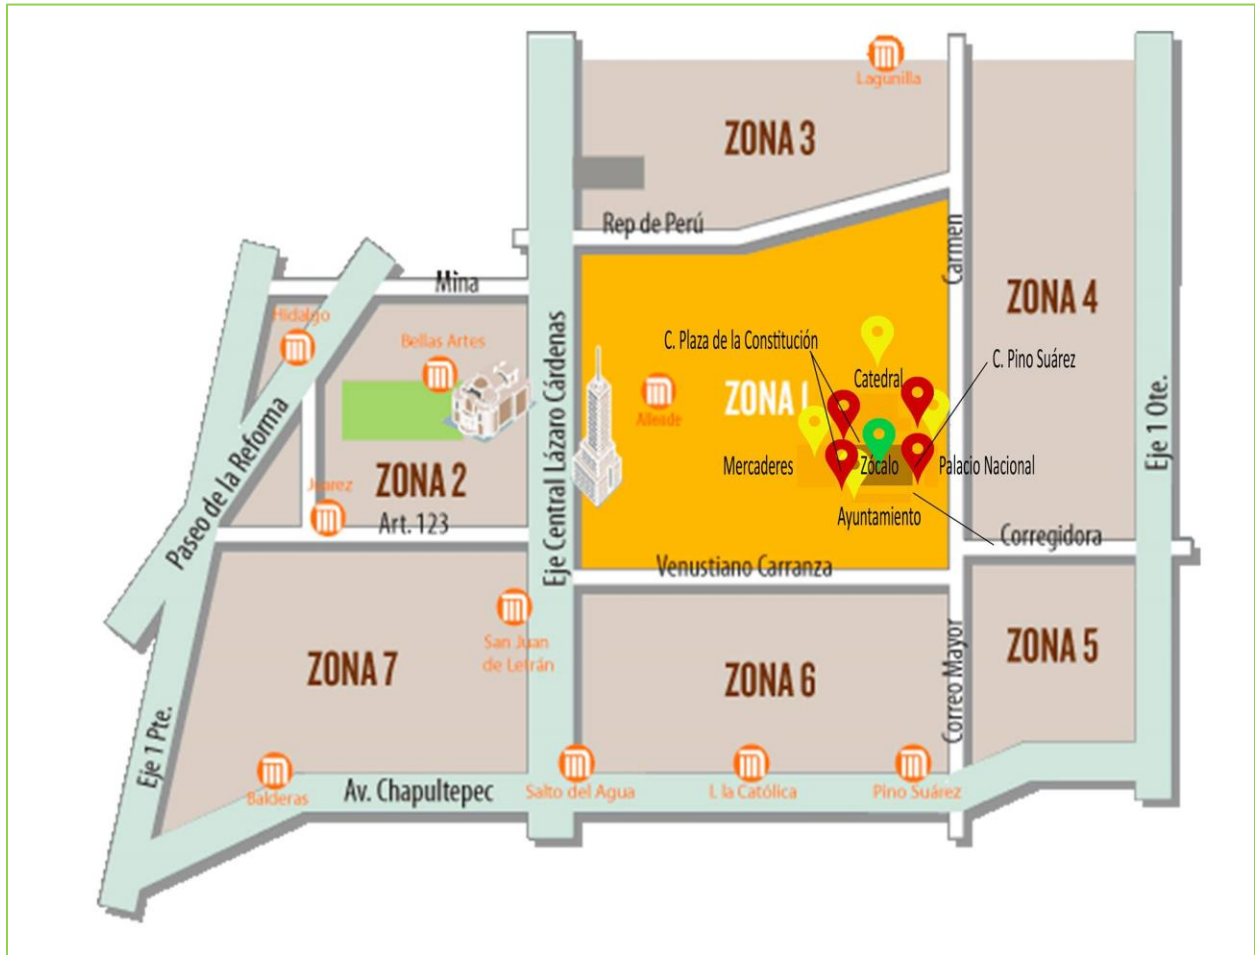 Lagunilla
ZONA 3
Rep de Perú
Carmen
Mina
Hidalgo
Bellas Artes
ZONA 4
C. Plaza de la Constitución
C. Pino Suárez
Catedral
ZONA 1
Allende
Eje Central Lázaro Cárdenas
Paseo de la Reforma
Eje 1 Ote.
Mercaderes
Zócalo
Palacio Nacional
Juarez
ZONA 2
Art. 123
Ayuntamiento
Corregidora
Venustiano Carranza
San Juan
de Letrán
ZONA 7
ZONA 6
ZONA 5
Correo Mayor
Eje 1 Pte.
Balderas
Av. Chapultepec
Salto del Agua
I. la Católica
Pino Suárez